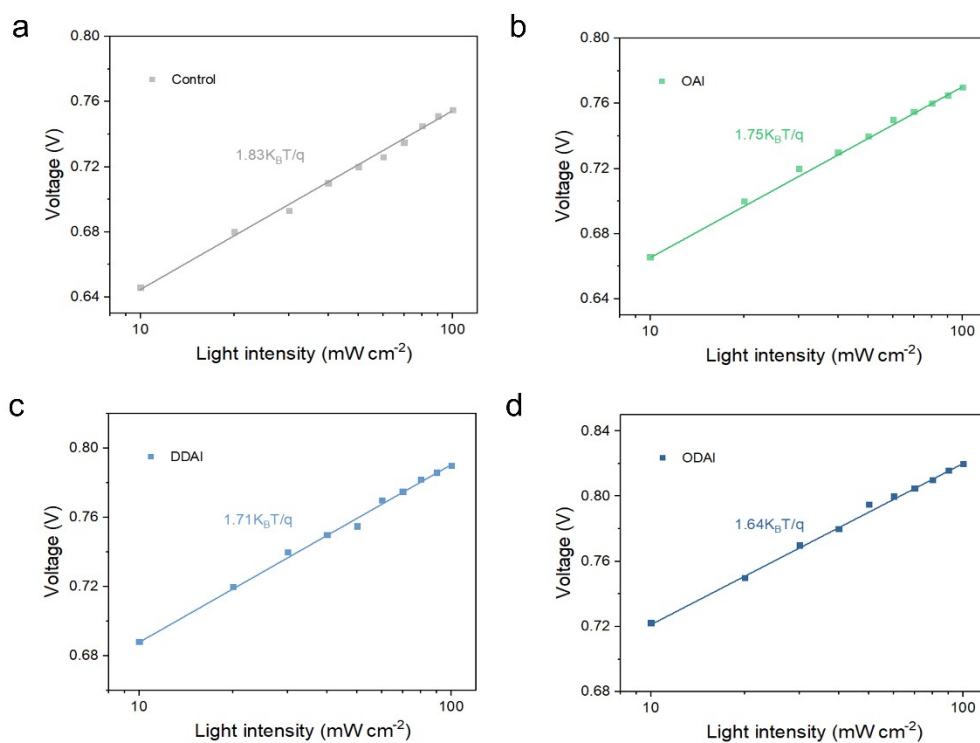 a
0.80
0.76
0.72
0.68
0.64
Voltage (V)
Control
1.83K_BT/q
10
100
Light intensity (mW cm⁻²)
b
0.80
0.76
0.72
0.68
0.64
Voltage (V)
OAI
1.75K_BT/q
10
100
Light intensity (mW cm⁻²)
c
0.80
0.76
0.72
0.68
Voltage (V)
DDAI
1.71K_BT/q
10
100
Light intensity (mW cm⁻²)
d
0.84
0.80
0.76
0.72
0.68
Voltage (V)
ODAI
1.64K_BT/q
10
100
Light intensity (mW cm⁻²)